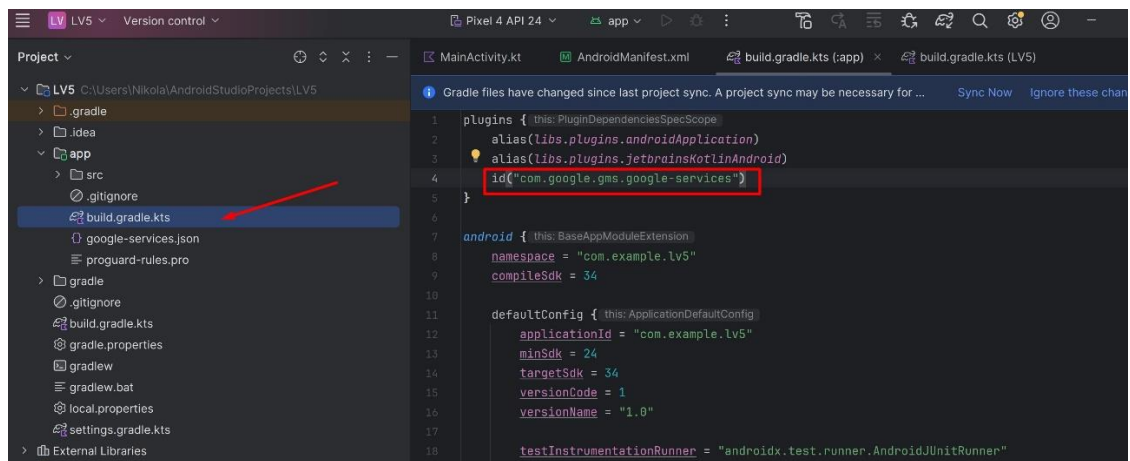 LV LV5 Version control Pixel 4 API 24 app
Project
MainActivity.kt AndroidManifest.xml build.gradle.kts (:app) build.gradle.kts (LV5)
LV5 C:\Users\Nikola\AndroidStudioProjects\LV5
.gradle
.idea
app
src
.gitignore
build.gradle.kts
google-services.json
proguard-rules.pro
gradle
.gitignore
build.gradle.kts
gradle.properties
gradlew
gradlew.bat
local.properties
settings.gradle.kts
External Libraries
Gradle files have changed since last project sync. A project sync may be necessary for ... Sync Now Ignore these chan
1 plugins { this: PluginDependenciesSpecScope
2 alias(libs.plugins.androidApplication)
3 alias(libs.plugins.jetbrainsKotlinAndroid)
4 id("com.google.gms.google-services")
5 }
6
7 android { this: BaseAppModuleExtension
8 namespace = "com.example.lv5"
9 compileSdk = 34
10
11 defaultConfig { this: ApplicationDefaultConfig
12 applicationId = "com.example.lv5"
13 minSdk = 24
14 targetSdk = 34
15 versionCode = 1
16 versionName = "1.0"
17
18 testInstrumentationRunner = "androidx.test.runner.AndroidJUnitRunner"